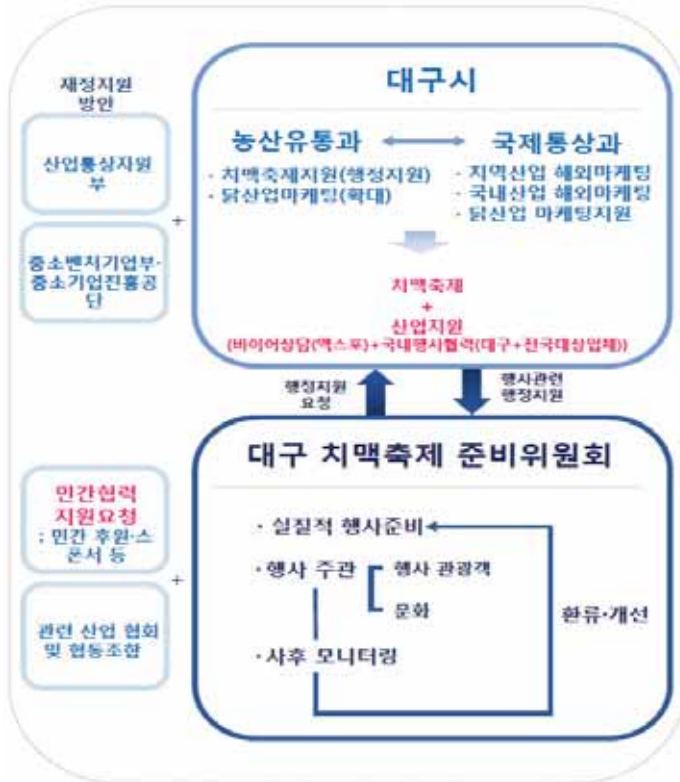 재정지원
방안
산업통상지원
부
중소벤처기업부·
중소기업진흥공
단
+
대구시
농산유통과
· 치맥축제지원(행정지원)
· 닭산업마케팅(확대)
국제통상과
· 지역산업 해외마케팅
· 국내산업 해외마케팅
· 닭산업 마케팅지원
치맥축제
+
산업지원
(바이어상담(엑스포)+국내행사협력(대구+전국대상업체))
행정지원
요청
행사관련
행정지원
민간협력
지원요청
; 민간 후원·스
폰서 등
관련 산업 협회
및 협동조합
+
대구 치맥축제 준비위원회
· 실질적 행사준비
· 행사 주관
행사 관광객
문화
· 사후 모니터링
환류·개선